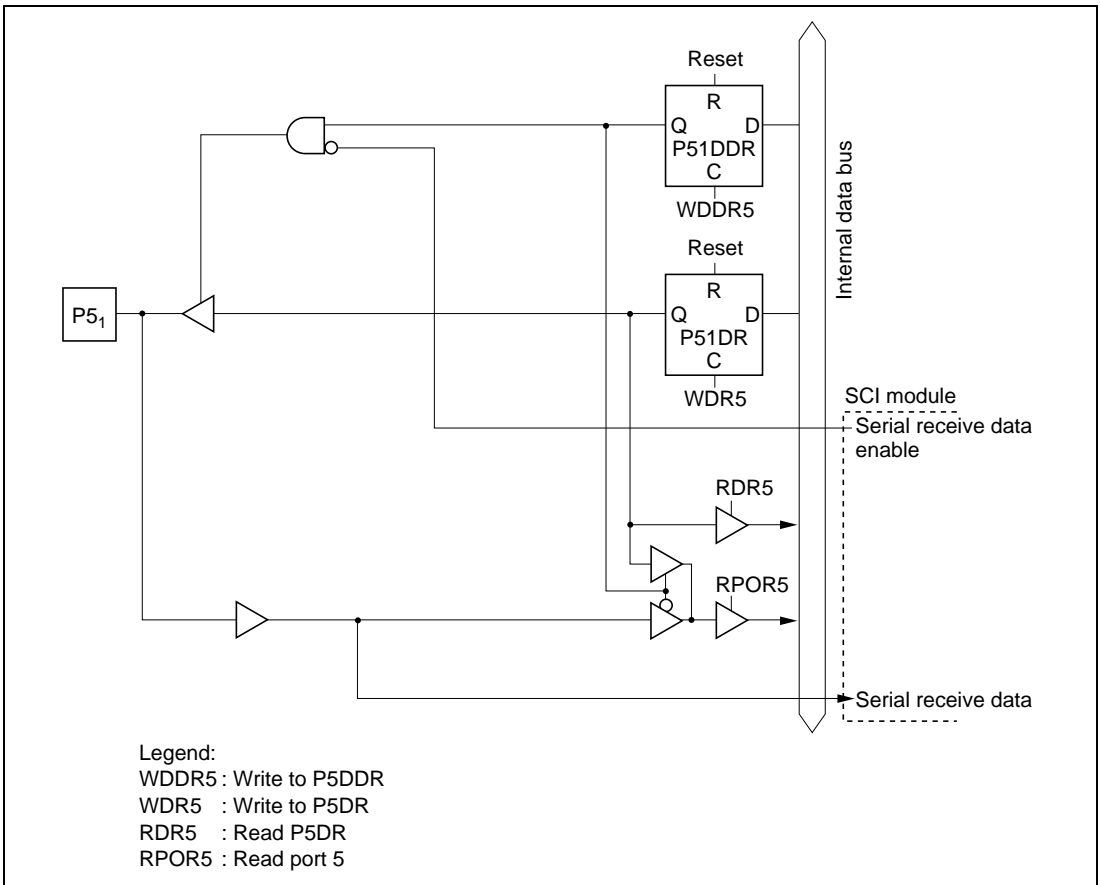 Reset
R
Q D
P51DDR
C
WDDR5
Internal data bus
Reset
R
P5₁
Q D
P51DR
C
WDR5
SCI module
Serial receive data
enable
RDR5
RPOR5
Serial receive data
Legend:
WDDR5 : Write to P5DDR
WDR5 : Write to P5DR
RDR5 : Read P5DR
RPOR5 : Read port 5